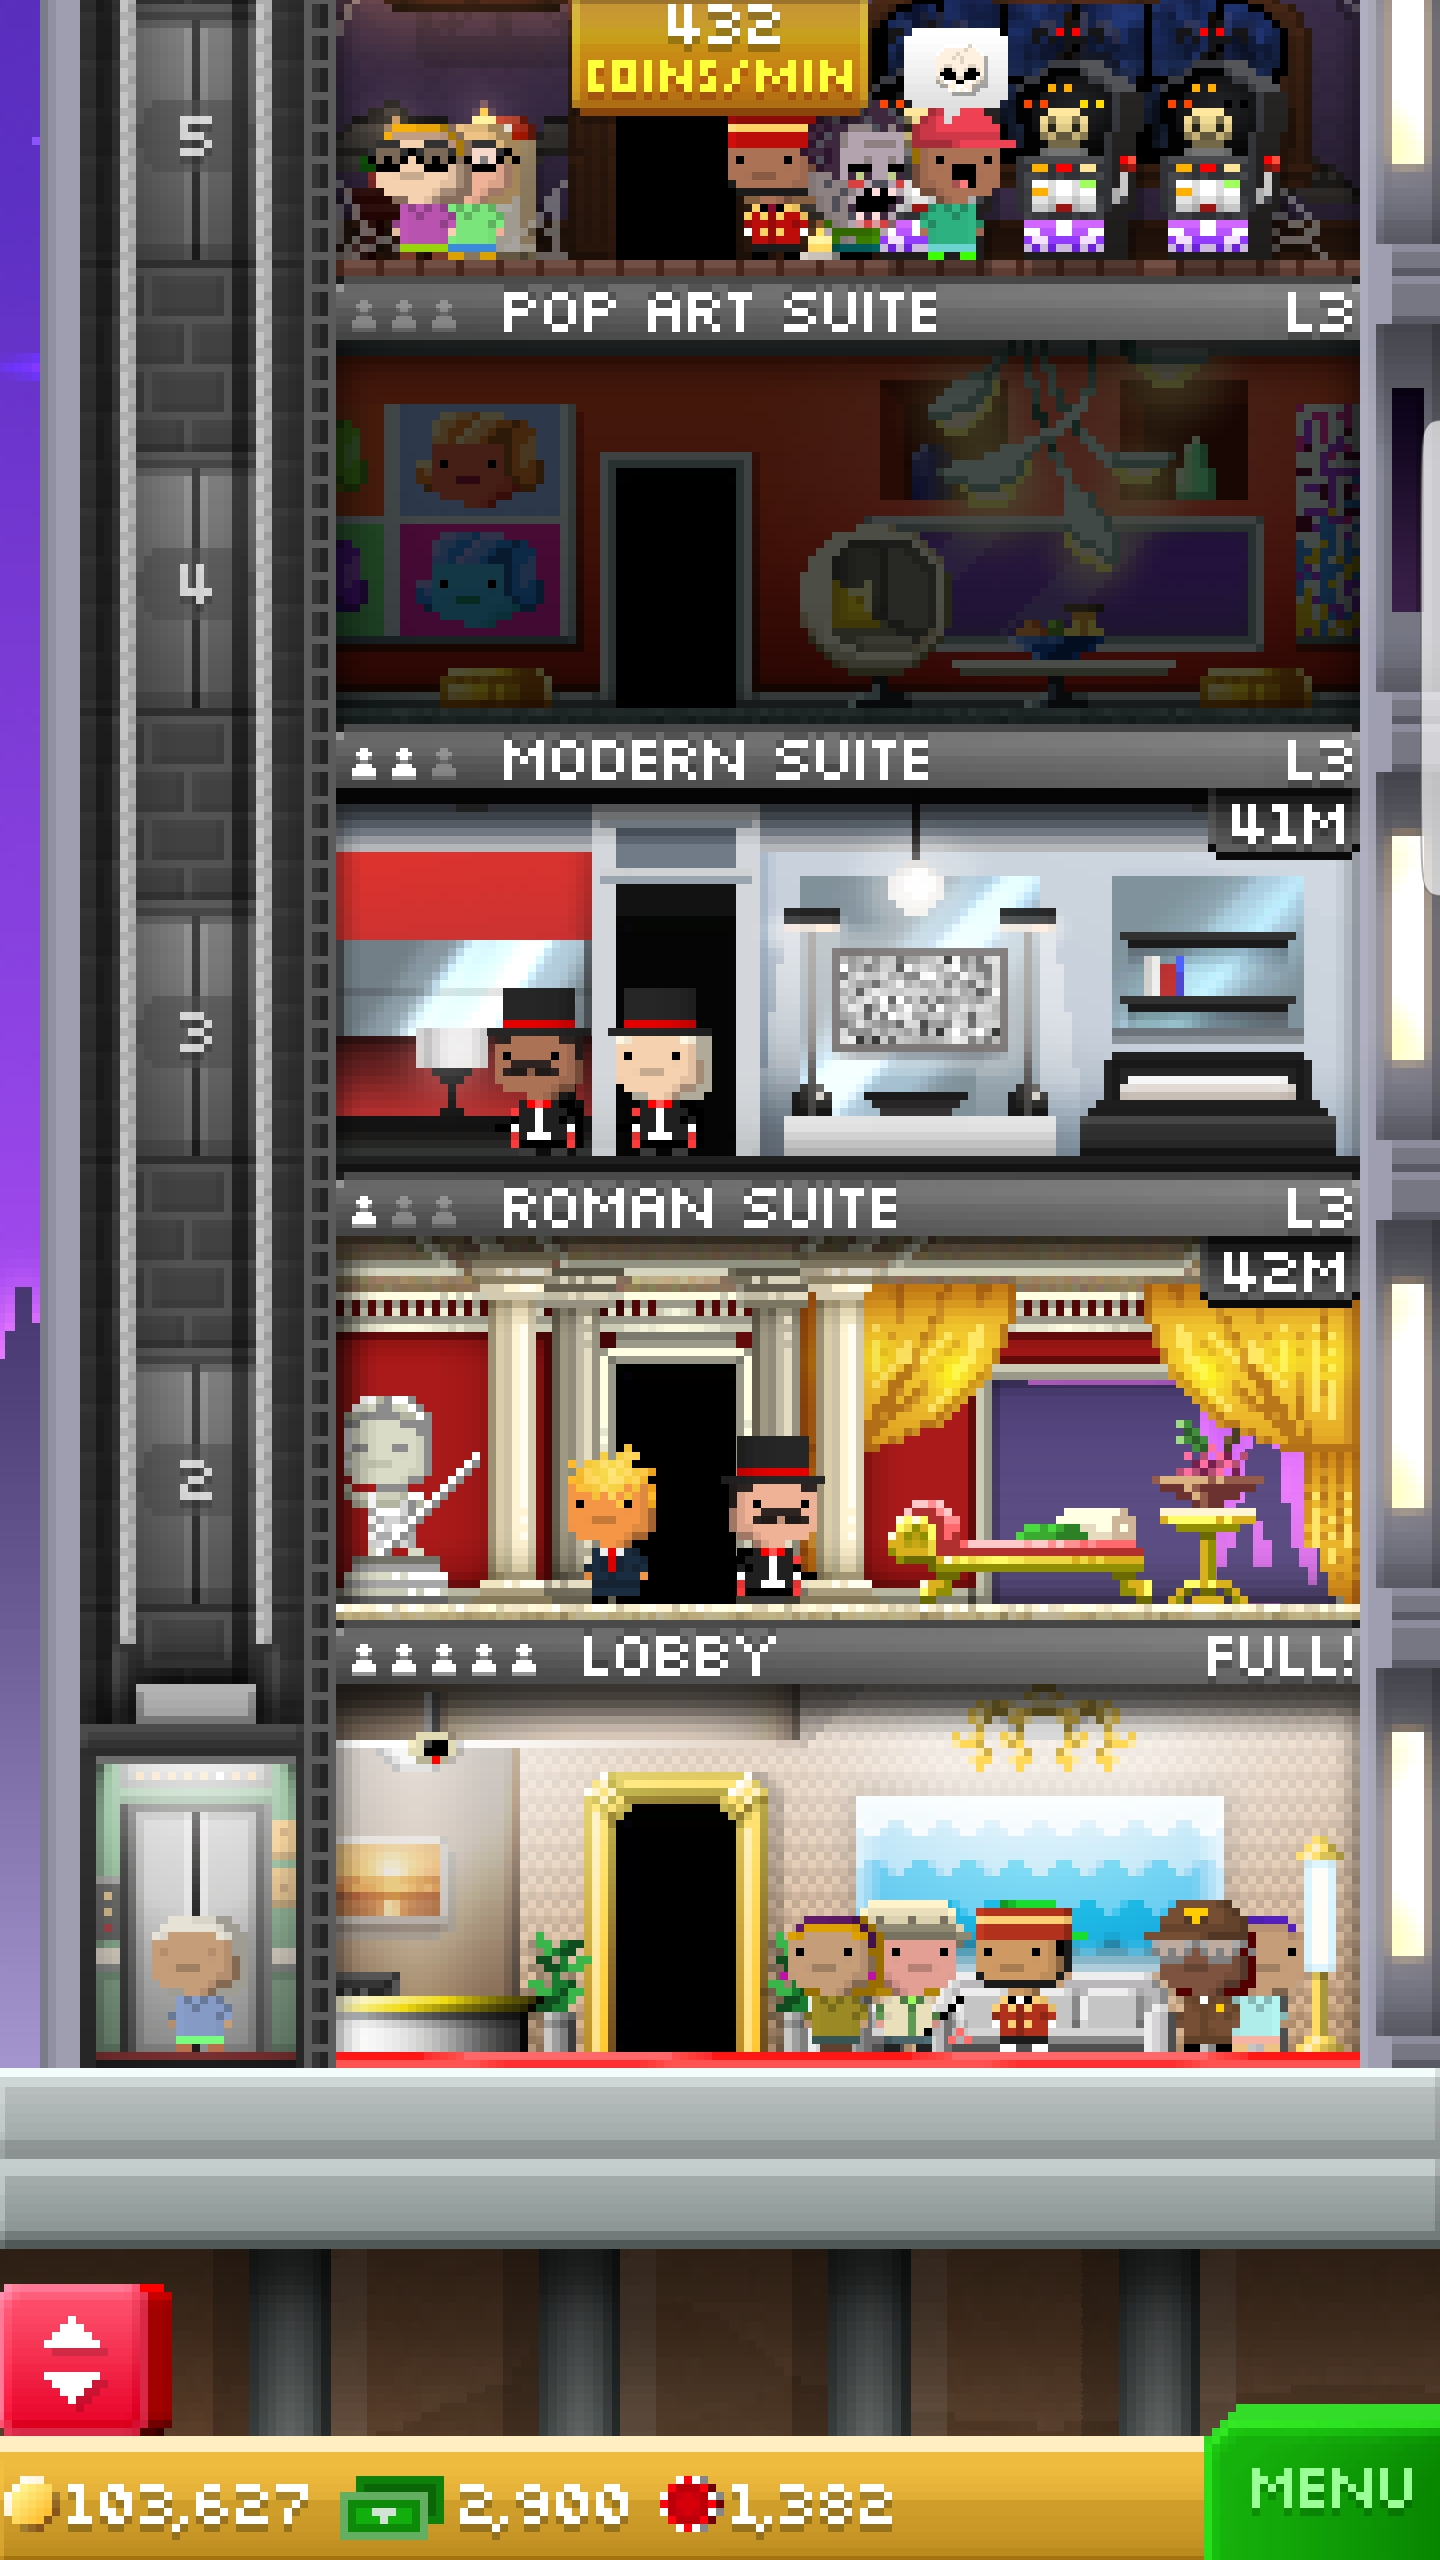 432
COINS/MIN
5
POP ART SUITE L3
4
MODERN SUITE L3
41M
3
ROMAN SUITE L3
42M
2
LOBBY FULL!
103,627 2,900 1,382
MENU